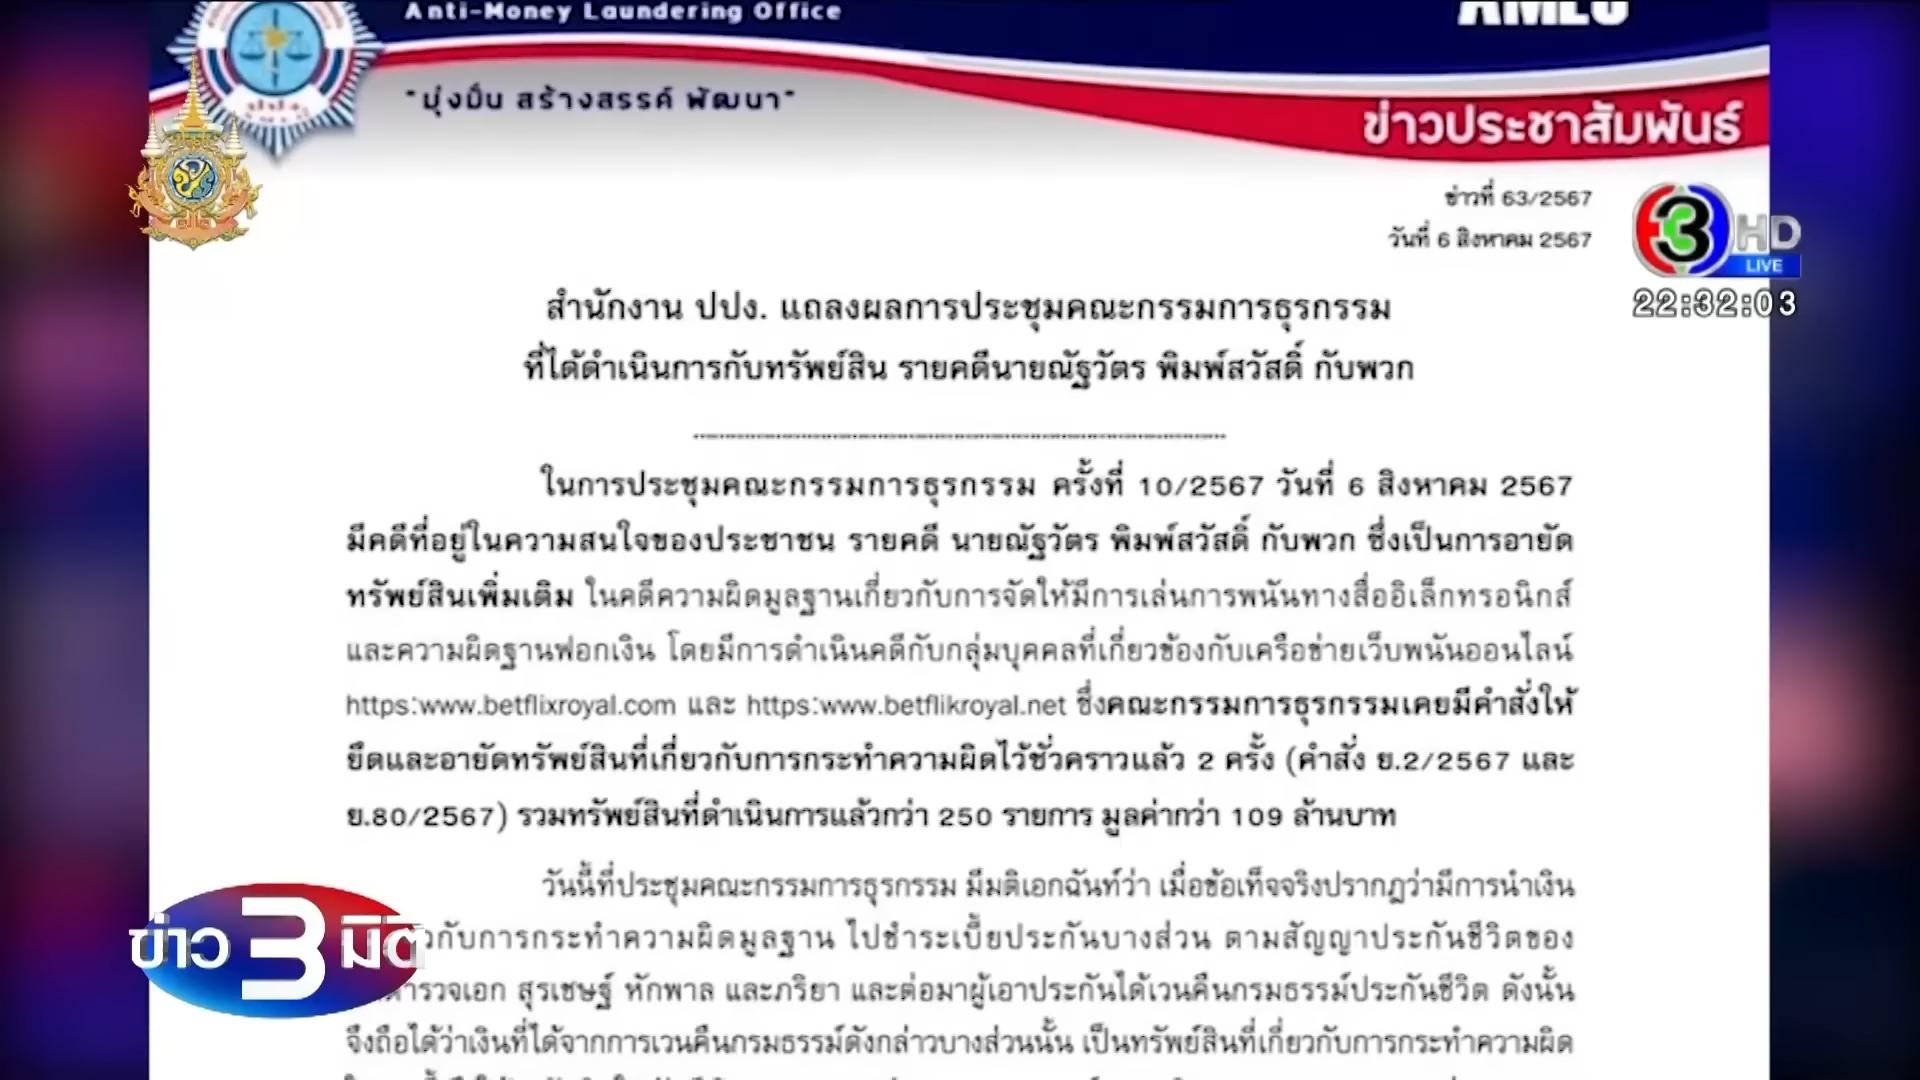 Anti-Money Laundering Office
AMLO
"มุ่งมั่น สร้างสรรค์ พัฒนา"
ข่าวประชาสัมพันธ์
ข่าวที่ 63/2567
วันที่ 6 สิงหาคม 2567
3 HD
LIVE
22:32:03
สำนักงาน ปปง. แถลงผลการประชุมคณะกรรมการธุรกรรม
ที่ได้ดำเนินการกับทรัพย์สิน รายคดีนายณัฐวัตร พิมพ์สวัสดิ์ กับพวก
ในการประชุมคณะกรรมการธุรกรรม ครั้งที่ 10/2567 วันที่ 6 สิงหาคม 2567
มีคดีที่อยู่ในความสนใจของประชาชน รายคดี นายณัฐวัตร พิมพ์สวัสดิ์ กับพวก ซึ่งเป็นการอายัด
ทรัพย์สินเพิ่มเติม ในคดีความผิดมูลฐานเกี่ยวกับการจัดให้มีการเล่นการพนันทางสื่ออิเล็กทรอนิกส์
และความผิดฐานฟอกเงิน โดยมีการดำเนินคดีกับกลุ่มบุคคลที่เกี่ยวข้องกับเครือข่ายเว็บพนันออนไลน์
https:www.betflixroyal.com และ https:www.betflikroyal.net ซึ่งคณะกรรมการธุรกรรมเคยมีคำสั่งให้
ยึดและอายัดทรัพย์สินที่เกี่ยวกับการกระทำความผิดไว้ชั่วคราวแล้ว 2 ครั้ง (คำสั่ง ย.2/2567 และ
ย.80/2567) รวมทรัพย์สินที่ดำเนินการแล้วกว่า 250 รายการ มูลค่ากว่า 109 ล้านบาท
วันนี้ที่ประชุมคณะกรรมการธุรกรรม มีมติเอกฉันท์ว่า เมื่อข้อเท็จจริงปรากฏว่ามีการนำเงิน
วกับการกระทำความผิดมูลฐาน ไปชำระเบี้ยประกันบางส่วน ตามสัญญาประกันชีวิตของ
ตำรวจเอก สุรเชษฐ์ หักพาล และภริยา และต่อมาผู้เอาประกันได้เวนคืนกรมธรรม์ประกันชีวิต ดังนั้น
จึงถือได้ว่าเงินที่ได้จากการเวนคืนกรมธรรม์ดังกล่าวบางส่วนนั้น เป็นทรัพย์สินที่เกี่ยวกับการกระทำความผิด
ข่าว 3 มิติ